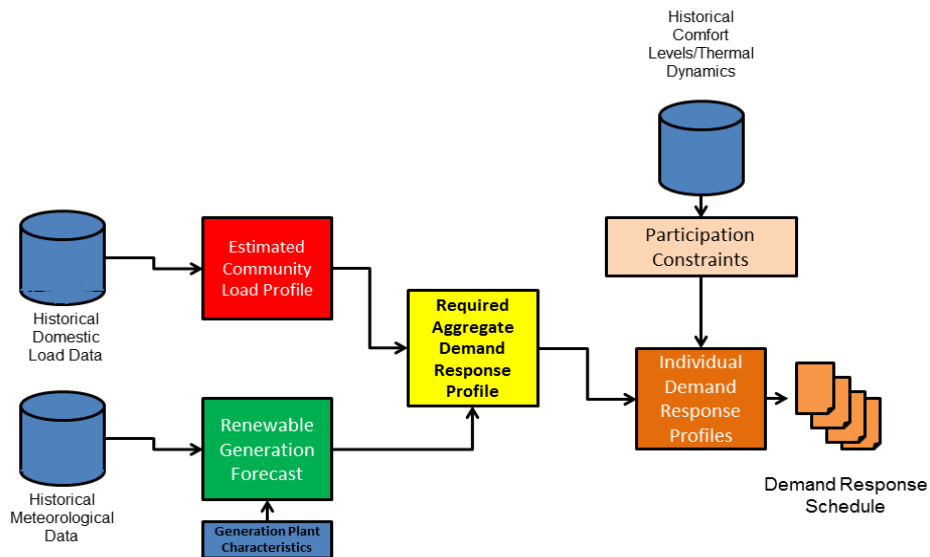 Historical
Comfort
Levels/Thermal
Dynamics
Participation
Constraints
Estimated
Community
Load Profile
Historical
Domestic
Load Data
Required
Aggregate
Demand
Response
Profile
Individual
Demand
Response
Profiles
Renewable
Generation
Forecast
Historical
Meteorological
Data
Generation Plant
Characteristics
Demand Response
Schedule